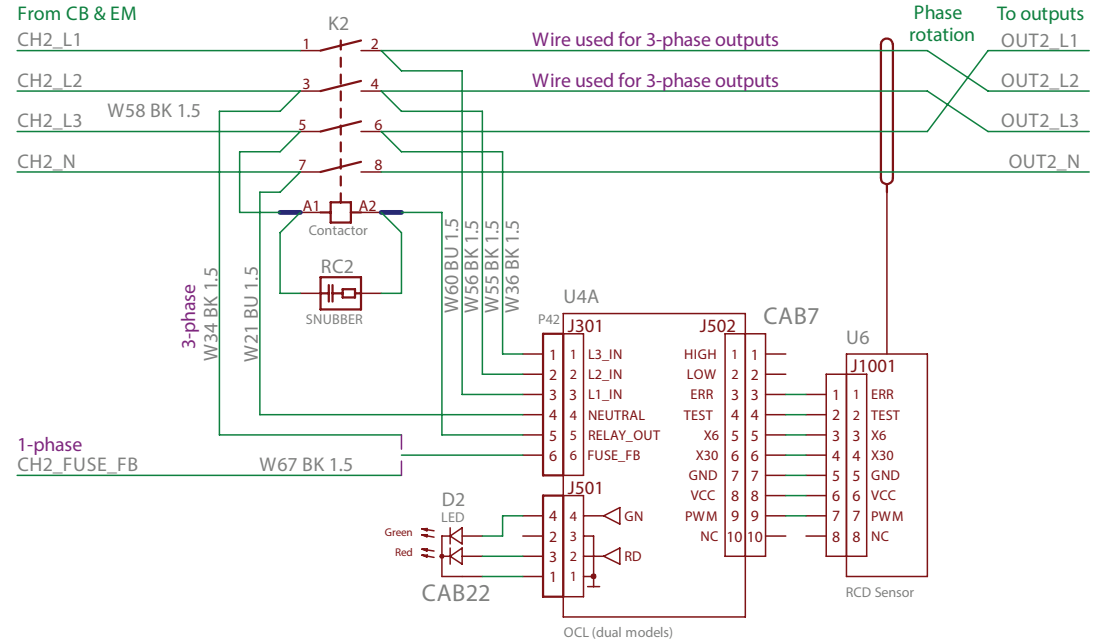 From CB & EM
Phase rotation
To outputs
K2
CH2_L1
1
2
Wire used for 3-phase outputs
OUT2_L1
CH2_L2
3
4
Wire used for 3-phase outputs
OUT2_L2
W58 BK 1.5
CH2_L3
5
6
OUT2_L3
CH2_N
7
8
OUT2_N
A1
A2
Contactor
RC2
SNUBBER
3-phase
W34 BK 1.5
W21 BU 1.5
W60 BU 1.5
W56 BK 1.5
W55 BK 1.5
W36 BK 1.5
U4A
CAB7
P42
J301
J502
U6
J1001
1 1 L3_IN
2 2 L2_IN
3 3 L1_IN
4 4 NEUTRAL
5 5 RELAY_OUT
6 6 FUSE_FB
HIGH 1 1
LOW 2 2
ERR 3 3
TEST 4 4
X6 5 5
X30 6 6
GND 7 7
VCC 8 8
PWM 9 9
NC 10 10
1 1 ERR
2 2 TEST
3 3 X6
4 4 X30
5 5 GND
6 6 VCC
7 7 PWM
8 8 NC
RCD Sensor
1-phase
CH2_FUSE_FB
W67 BK 1.5
J501
D2
LED
Green
Red
CAB22
4 4 GN
2 3
3 2 RD
1 1
OCL (dual models)